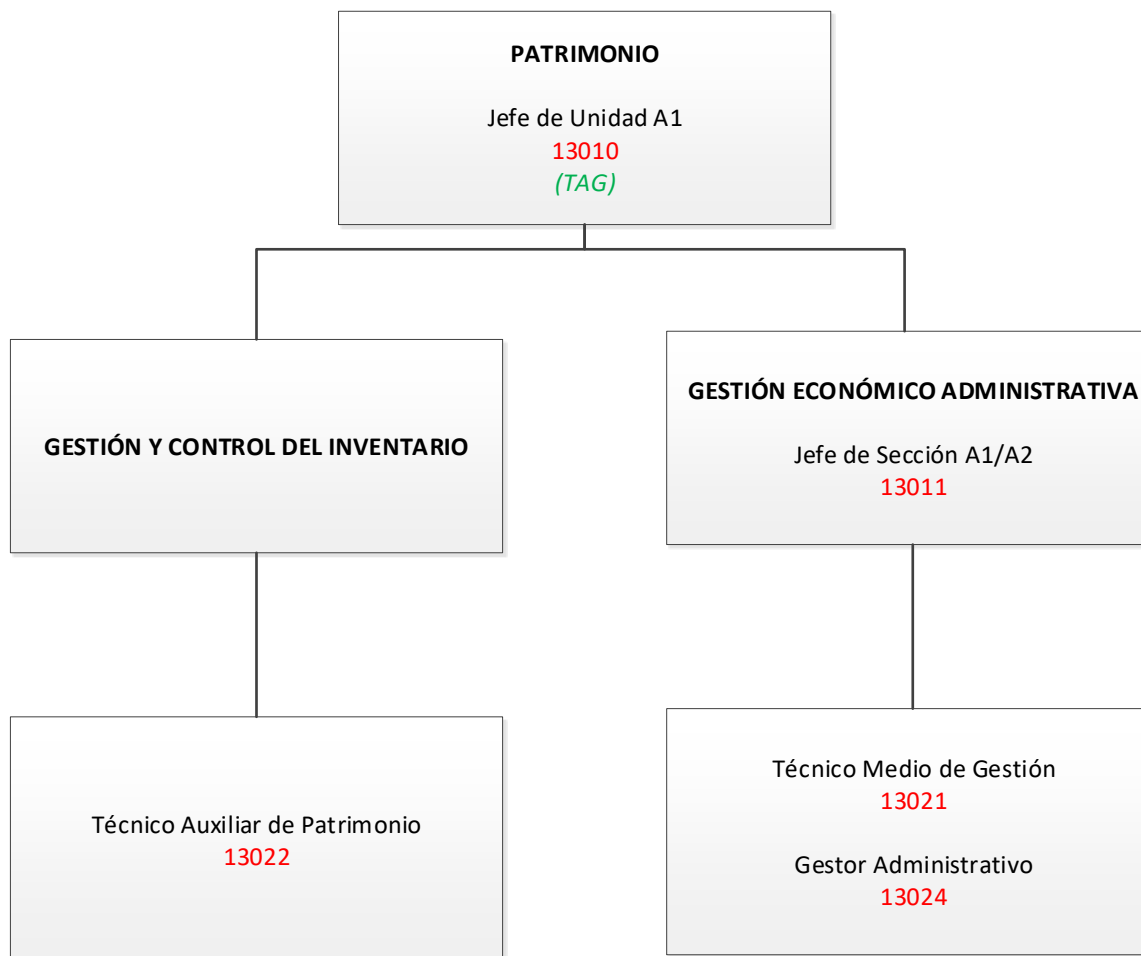 PATRIMONIO
Jefe de Unidad A1
13010
(TAG)
GESTIÓN Y CONTROL DEL INVENTARIO
GESTIÓN ECONÓMICO ADMINISTRATIVA
Jefe de Sección A1/A2
13011
Técnico Auxiliar de Patrimonio
13022
Técnico Medio de Gestión
13021
Gestor Administrativo
13024